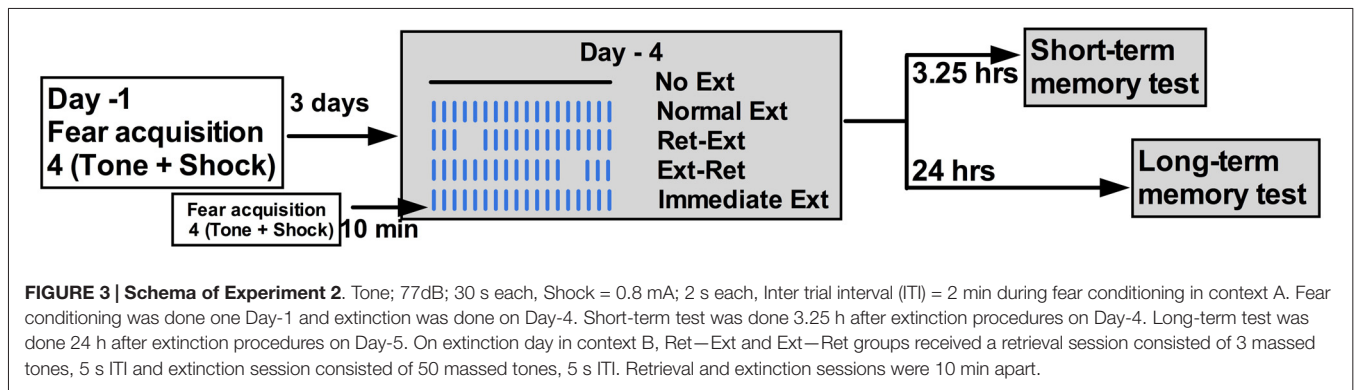 Day -1
Fear acquisition
4 (Tone + Shock)
3 days
Fear acquisition
4 (Tone + Shock)
10 min
Day - 4
No Ext
Normal Ext
Ret-Ext
Ext-Ret
Immediate Ext
3.25 hrs
Short-term
memory test
24 hrs
Long-term
memory test
FIGURE 3 | Schema of Experiment 2. Tone; 77dB; 30 s each, Shock = 0.8 mA; 2 s each, Inter trial interval (ITI) = 2 min during fear conditioning in context A. Fear
conditioning was done one Day-1 and extinction was done on Day-4. Short-term test was done 3.25 h after extinction procedures on Day-4. Long-term test was
done 24 h after extinction procedures on Day-5. On extinction day in context B, Ret—Ext and Ext—Ret groups received a retrieval session consisted of 3 massed
tones, 5 s ITI and extinction session consisted of 50 massed tones, 5 s ITI. Retrieval and extinction sessions were 10 min apart.